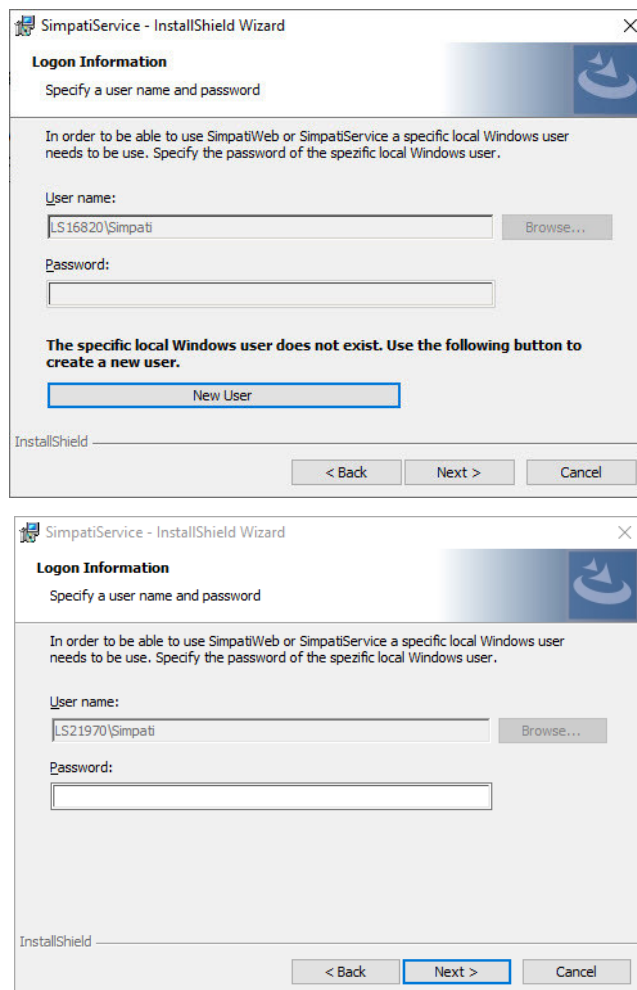 SimpatiService - InstallShield Wizard
Logon Information
Specify a user name and password
In order to be able to use SimpatiWeb or SimpatiService a specific local Windows user
needs to be use. Specify the password of the spezific local Windows user.
User name:
LS16820\Simpati
Browse...
Password:
The specific local Windows user does not exist. Use the following button to
create a new user.
New User
InstallShield
< Back
Next >
Cancel
SimpatiService - InstallShield Wizard
Logon Information
Specify a user name and password
In order to be able to use SimpatiWeb or SimpatiService a specific local Windows user
needs to be use. Specify the password of the spezific local Windows user.
User name:
LS21970\Simpati
Browse...
Password:
InstallShield
< Back
Next >
Cancel